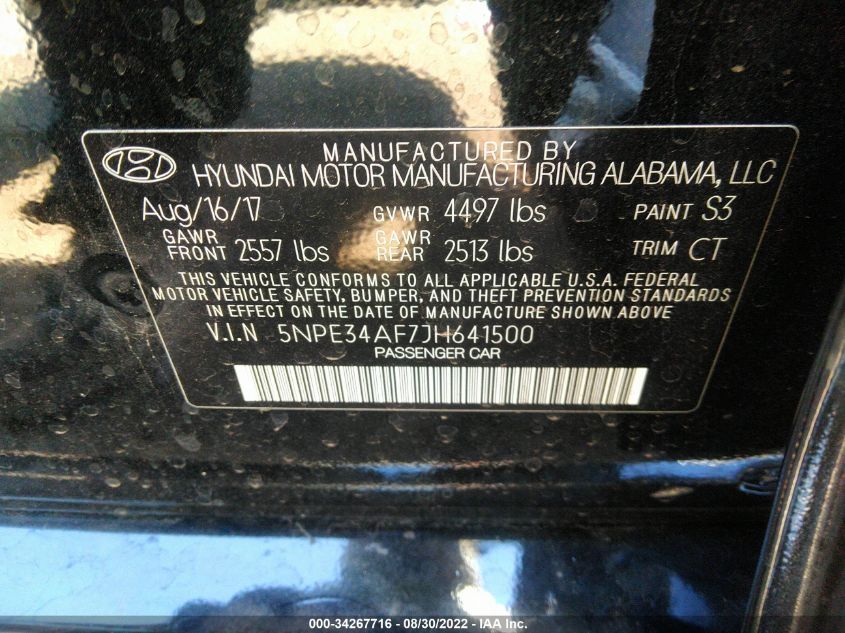 MANUFACTURED BY
HYUNDAI MOTOR MANUFACTURING ALABAMA, LLC
Aug/16/17 GVWR 4497 lbs PAINT S3
GAWR FRONT 2557 lbs GAWR REAR 2513 lbs TRIM CT
THIS VEHICLE CONFORMS TO ALL APPLICABLE U.S.A. FEDERAL
MOTOR VEHICLE SAFETY, BUMPER, AND THEFT PREVENTION STANDARDS
IN EFFECT ON THE DATE OF MANUFACTURE SHOWN ABOVE
V.I.N 5NPE34AF7JH641500
PASSENGER CAR
000-34267716 - 08/30/2022 - IAA Inc.